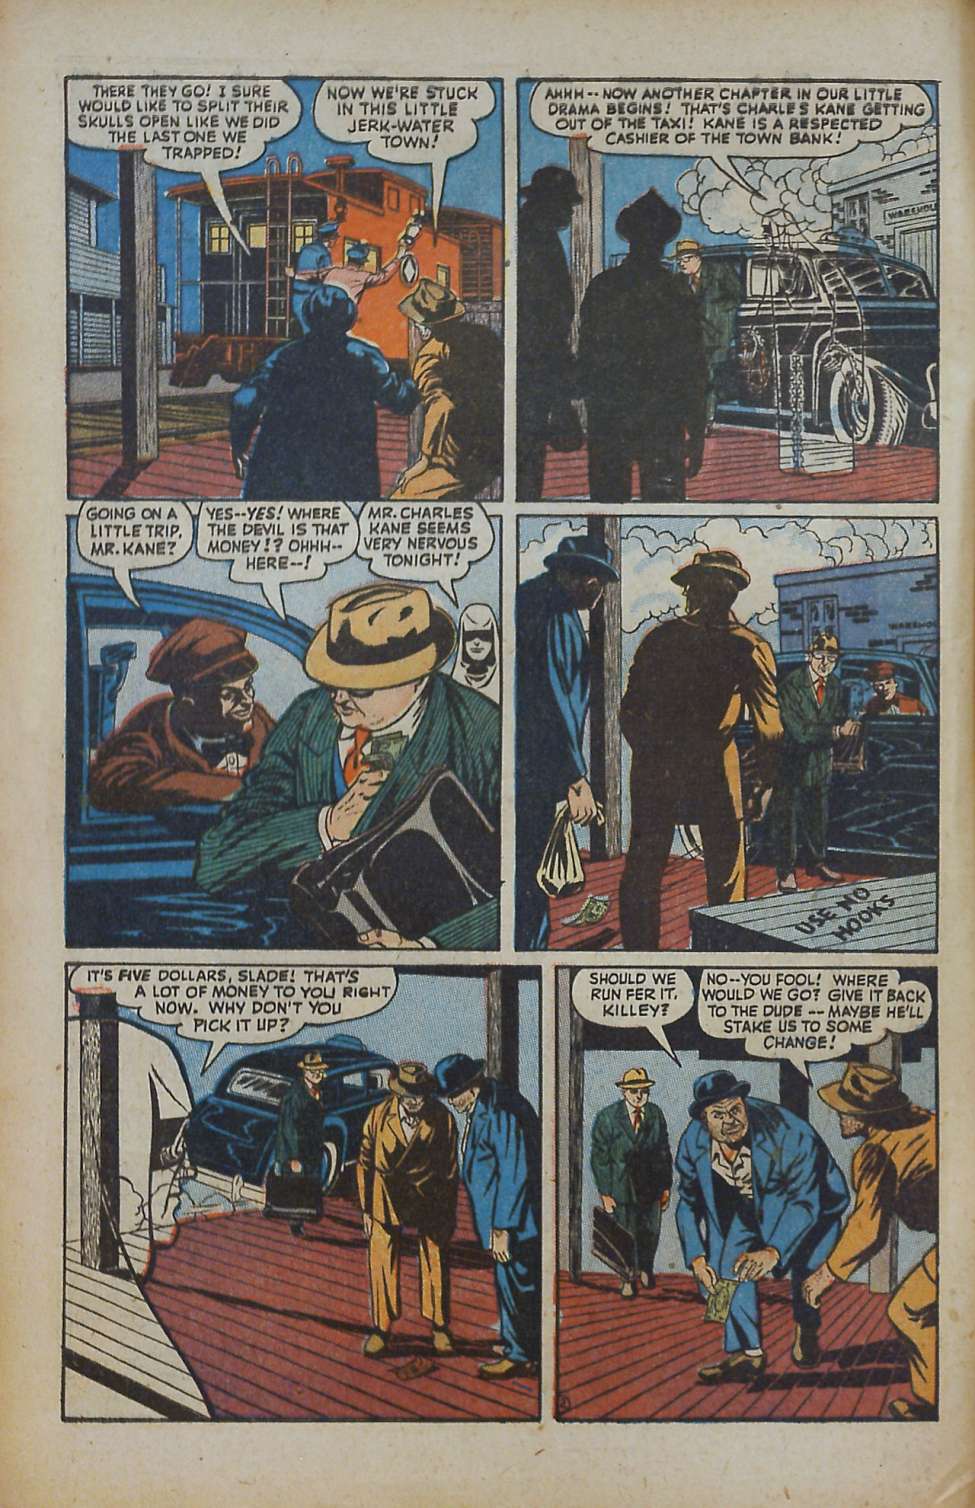 THERE THEY GO! I SURE
WOULD LIKE TO SPLIT THEIR
SKULLS OPEN LIKE WE DID
THE LAST ONE WE
TRAPPED!
NOW WE'RE STUCK
IN THIS LITTLE
JERK-WATER
TOWN!
AHHH-- NOW ANOTHER CHAPTER IN OUR LITTLE
DRAMA BEGINS! THAT'S CHARLES KANE GETTING
OUT OF THE TAXI! KANE IS A RESPECTED
CASHIER OF THE TOWN BANK!
WAREHOU
GOING ON A
LITTLE TRIP,
MR. KANE?
YES--YES! WHERE
THE DEVIL IS THAT
MONEY!? OHHH--
HERE--!
MR. CHARLES
KANE SEEMS
VERY NERVOUS
TONIGHT!
WAREHOU
USE NO
HOOKS
IT'S FIVE DOLLARS, SLADE! THAT'S
A LOT OF MONEY TO YOU RIGHT
NOW. WHY DON'T YOU
PICK IT UP?
SHOULD WE
RUN FER IT,
KILLEY?
NO--YOU FOOL! WHERE
WOULD WE GO? GIVE IT BACK
TO THE DUDE -- MAYBE HE'LL
STAKE US TO SOME
CHANGE!